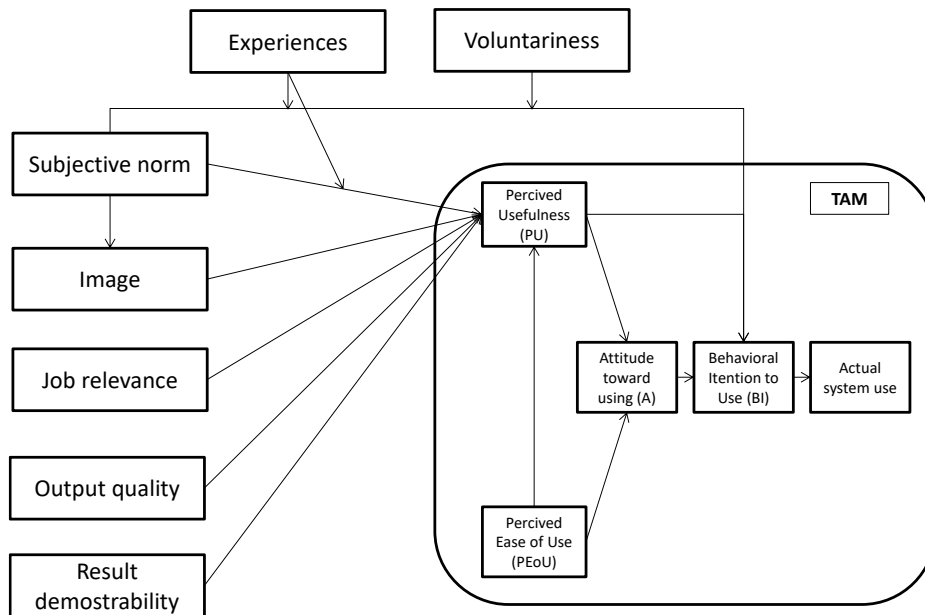 Experiences
Voluntariness
Subjective norm
Percived
Usefulness
(PU)
TAM
Image
Job relevance
Attitude
toward
using (A)
Behavioral
Itention to
Use (BI)
Actual
system use
Output quality
Percived
Ease of Use
(PEoU)
Result
demostrability